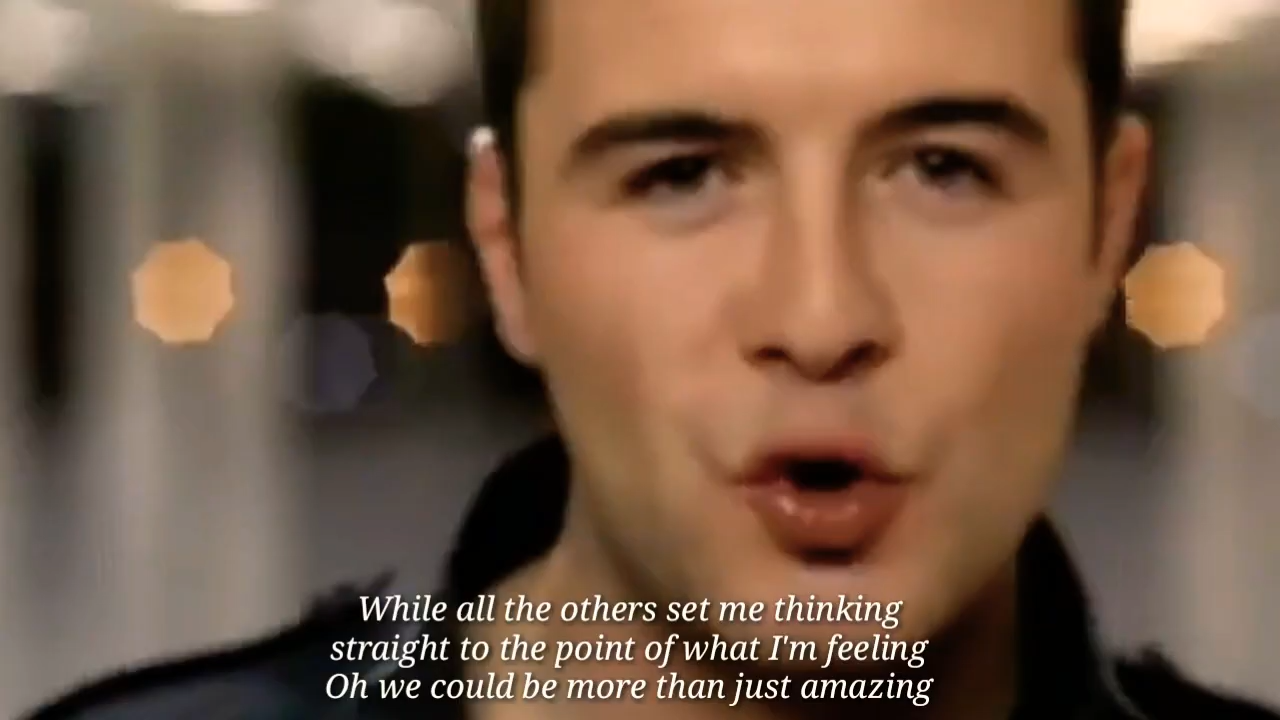 While all the others set me thinking
straight to the point of what I'm feeling
Oh we could be more than just amazing